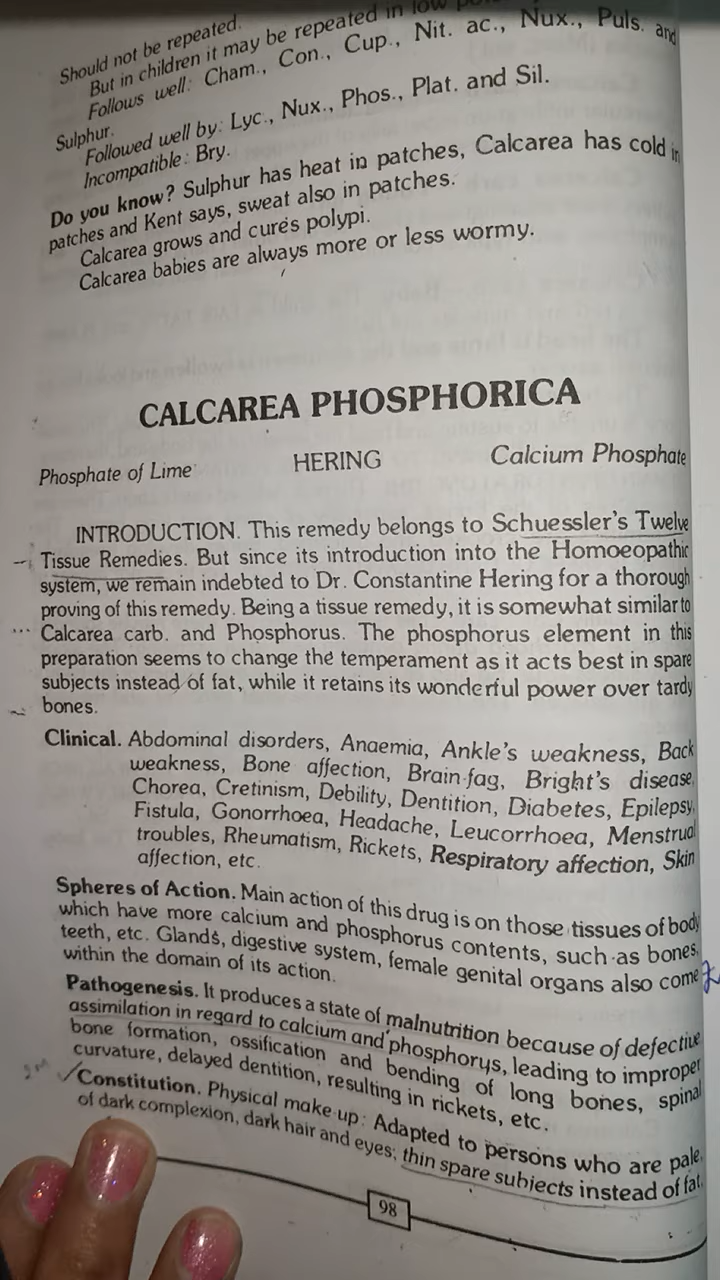 Should not be repeated.
But in children it may be repeated in low
Follows well: Cham., Con., Cup., Nit. ac., Nux., Puls. and
Sulphur.
Followed well by: Lyc., Nux., Phos., Plat. and Sil.
Incompatible: Bry.
Do you know? Sulphur has heat in patches, Calcarea has cold in
patches and Kent says, sweat also in patches.
Calcarea grows and cures polypi.
Calcarea babies are always more or less wormy.
CALCAREA PHOSPHORICA
Phosphate of Lime HERING Calcium Phosphate
INTRODUCTION. This remedy belongs to Schuessler's Twelve
Tissue Remedies. But since its introduction into the Homoeopathic
system, we remain indebted to Dr. Constantine Hering for a thorough
proving of this remedy. Being a tissue remedy, it is somewhat similar to
Calcarea carb. and Phosphorus. The phosphorus element in this
preparation seems to change the temperament as it acts best in spare
subjects instead of fat, while it retains its wonderful power over tardy
bones.
Clinical. Abdominal disorders, Anaemia, Ankle's weakness, Back
weakness, Bone affection, Brain-fag, Bright's disease,
Chorea, Cretinism, Debility, Dentition, Diabetes, Epilepsy,
Fistula, Gonorrhoea, Headache, Leucorrhoea, Menstrual
troubles, Rheumatism, Rickets, Respiratory affection, Skin
affection, etc.
Spheres of Action. Main action of this drug is on those tissues of body
which have more calcium and phosphorus contents, such as bones,
teeth, etc. Glands, digestive system, female genital organs also come
within the domain of its action.
Pathogenesis. It produces a state of malnutrition because of defective
assimilation in regard to calcium and phosphorys, leading to improper
bone formation, ossification and bending of long bones, spinal
curvature, delayed dentition, resulting in rickets, etc.
Constitution. Physical make up: Adapted to persons who are pale,
of dark complexion, dark hair and eyes; thin spare subjects instead of fat.
98